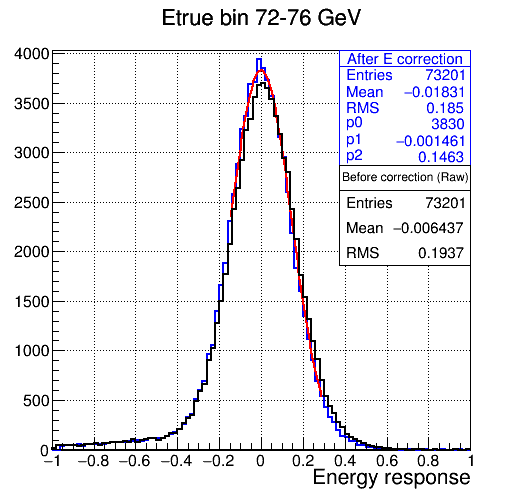 Etrue bin 72-76 GeV
After E correction
Entries 73201
Mean −0.01831
RMS 0.185
p0 3830
p1 −0.001461
p2 0.1463
Before correction (Raw)
Entries 73201
Mean −0.006437
RMS 0.1937
4000
3500
3000
2500
2000
1500
1000
500
0
−1 −0.8 −0.6 −0.4 −0.2 0 0.2 0.4 0.6 0.8 1
Energy response